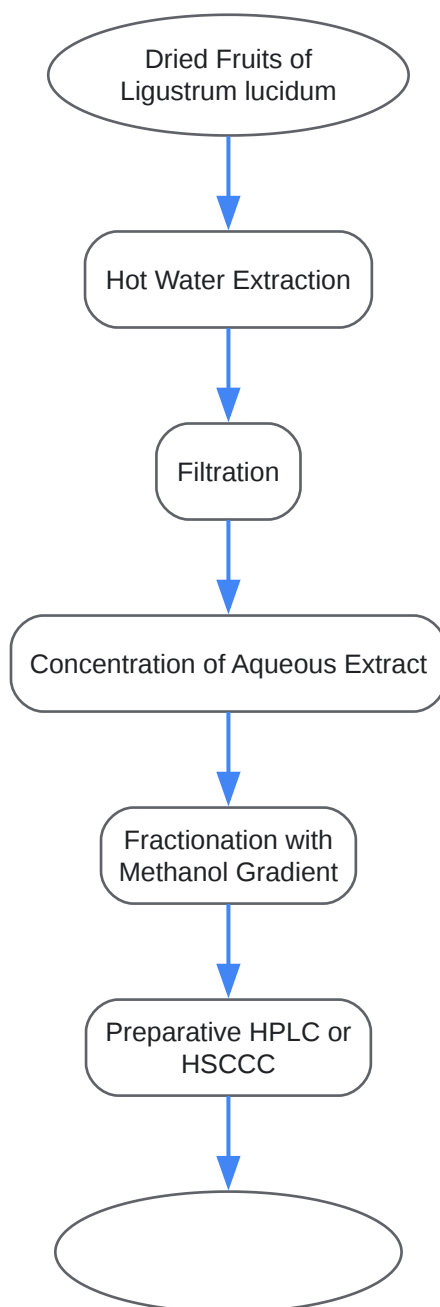 Dried Fruits of
Ligustrum lucidum
Hot Water Extraction
Filtration
Concentration of Aqueous Extract
Fractionation with
Methanol Gradient
Preparative HPLC or
HSCCC